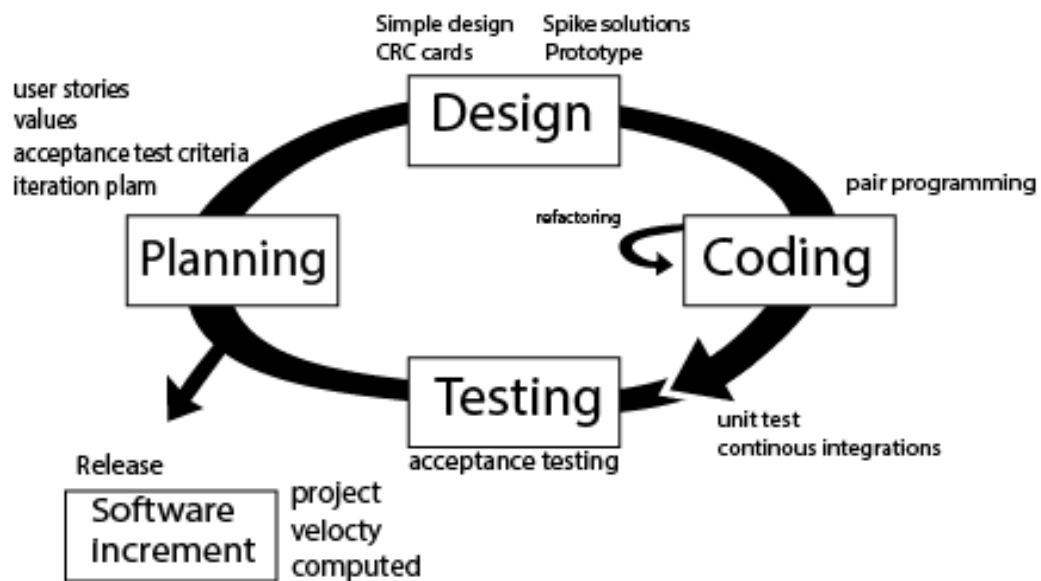 Simple design
CRC cards
Spike solutions
Prototype
Design
user stories
values
acceptance test criteria
iteration plam
pair programming
refactoring
Planning
Coding
Testing
acceptance testing
unit test
continous integrations
Release
Software
increment
project
velocty
computed